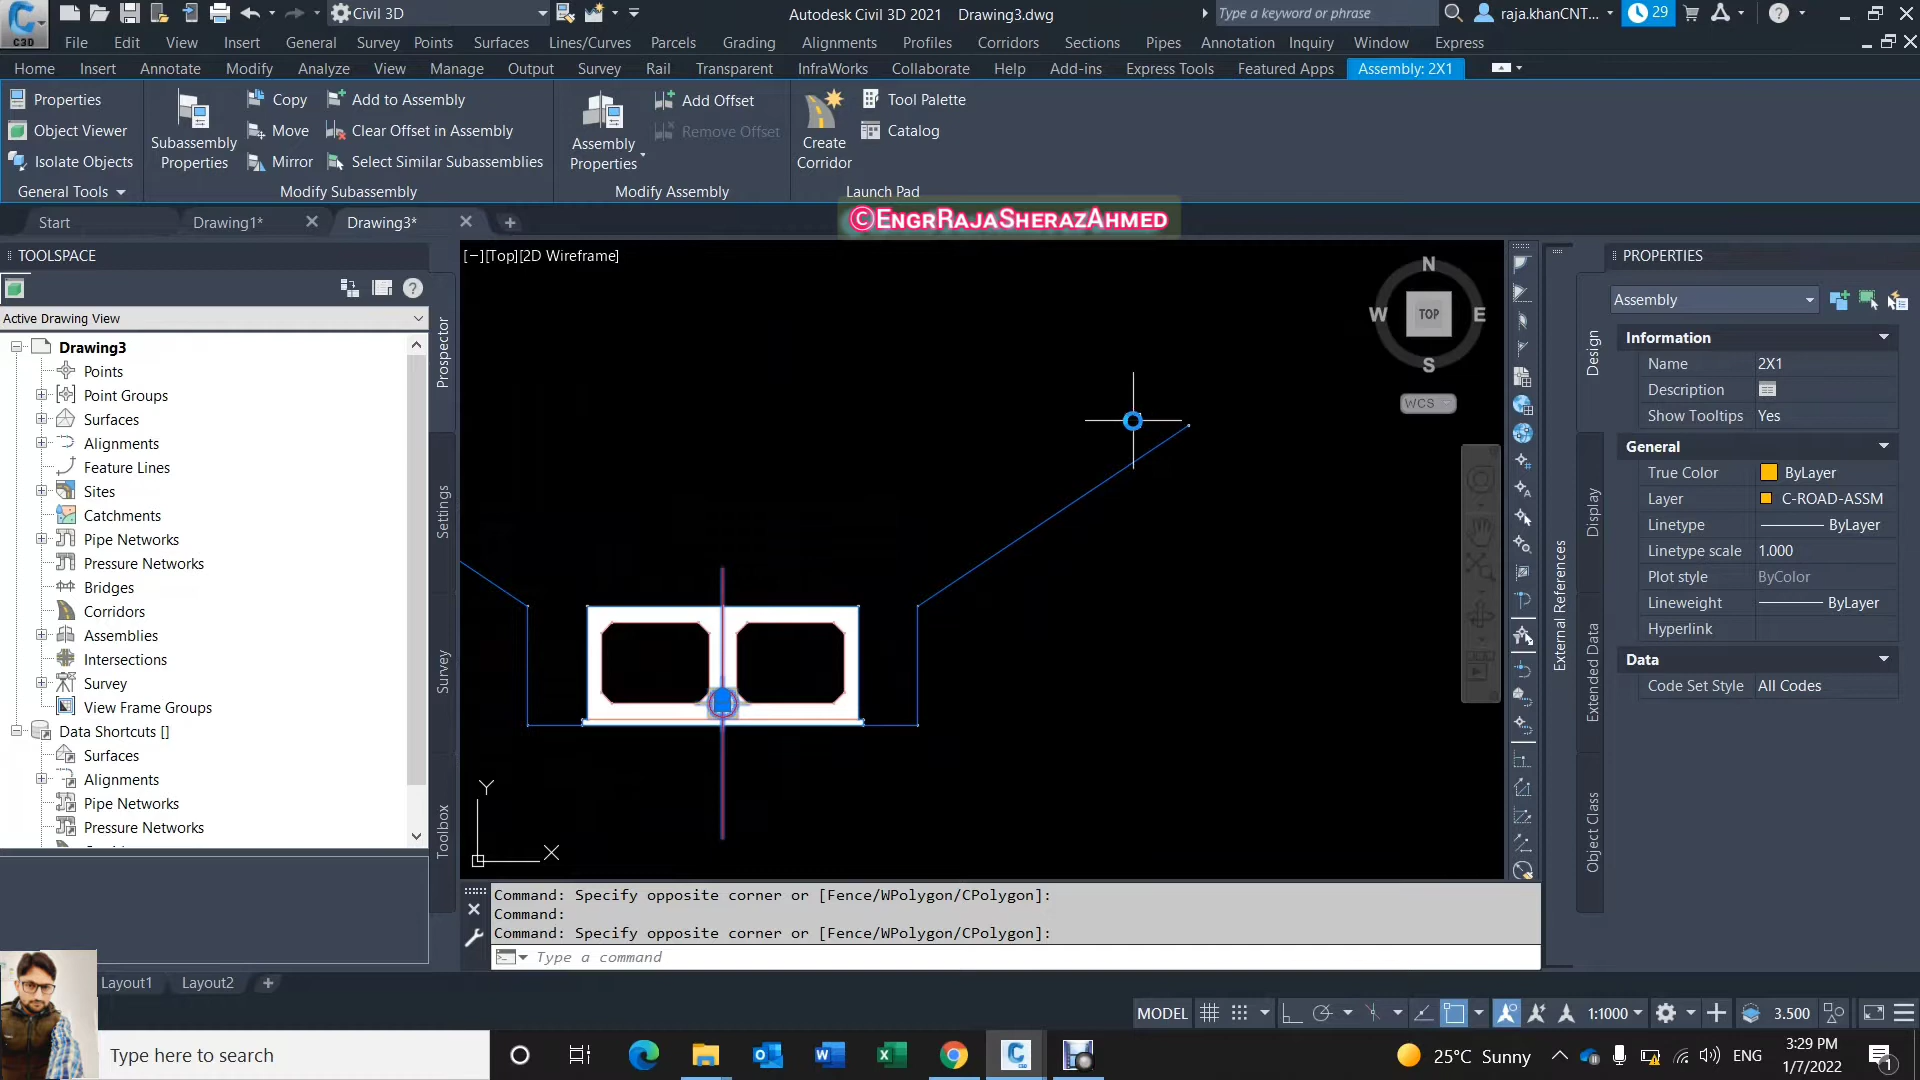 Civil 3D
Autodesk Civil 3D 2021 Drawing3.dwg
Type a keyword or phrase
raja.khanCNT...
29
C3D
File Edit View Insert General Survey Points Surfaces Lines/Curves Parcels Grading Alignments Profiles Corridors Sections Pipes Annotation Inquiry Window Express
Home Insert Annotate Modify Analyze View Manage Output Survey Rail Transparent InfraWorks Collaborate Help Add-ins Express Tools Featured Apps Assembly: 2X1
Properties
Object Viewer
Isolate Objects
General Tools
Subassembly
Properties
Copy
Move
Mirror
Add to Assembly
Clear Offset in Assembly
Select Similar Subassemblies
Modify Subassembly
Assembly
Properties
Add Offset
Remove Offset
Modify Assembly
Create
Corridor
Tool Palette
Catalog
Launch Pad
Start
Drawing1*
Drawing3*
©EngrRajaSherazAhmed
TOOLSPACE
Active Drawing View
Drawing3
Points
Point Groups
Surfaces
Alignments
Feature Lines
Sites
Catchments
Pipe Networks
Pressure Networks
Bridges
Corridors
Assemblies
Intersections
Survey
View Frame Groups
Data Shortcuts []
Surfaces
Alignments
Pipe Networks
Pressure Networks
Prospector
Settings
Survey
Toolbox
[−][Top][2D Wireframe]
N
W
TOP
E
S
WCS
Y
X
External References
Design
Display
Extended Data
Object Class
PROPERTIES
Assembly
Information
Name 2X1
Description
Show Tooltips Yes
General
True Color ByLayer
Layer C-ROAD-ASSM
Linetype ByLayer
Linetype scale 1.000
Plot style ByColor
Lineweight ByLayer
Hyperlink
Data
Code Set Style All Codes
Command: Specify opposite corner or [Fence/WPolygon/CPolygon]:
Command:
Command: Specify opposite corner or [Fence/WPolygon/CPolygon]:
Type a command
Layout1
Layout2
MODEL
1:1000
3.500
Type here to search
25°C Sunny
ENG
3:29 PM
1/7/2022
1